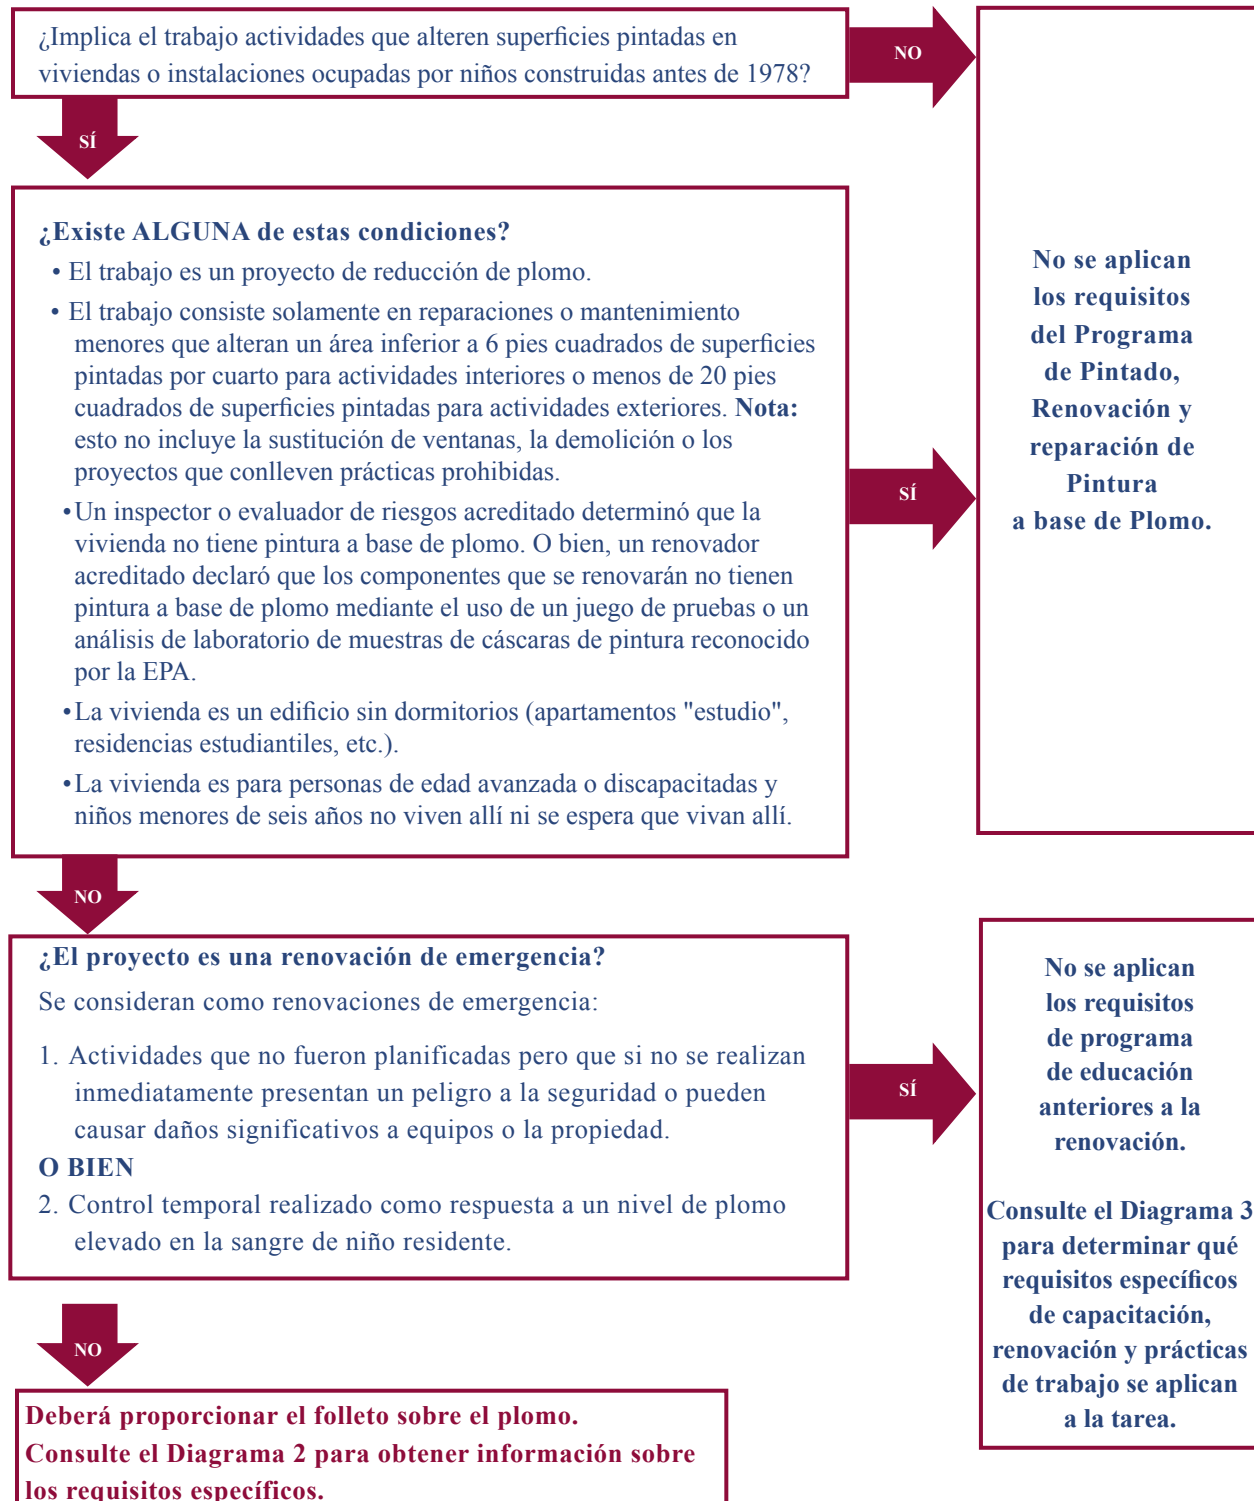 ¿Implica el trabajo actividades que alteren superficies pintadas en
viviendas o instalaciones ocupadas por niños construidas antes de 1978?
NO
SÍ
¿Existe ALGUNA de estas condiciones?
• El trabajo es un proyecto de reducción de plomo.
• El trabajo consiste solamente en reparaciones o mantenimiento
menores que alteran un área inferior a 6 pies cuadrados de superficies
pintadas por cuarto para actividades interiores o menos de 20 pies
cuadrados de superficies pintadas para actividades exteriores. Nota:
esto no incluye la sustitución de ventanas, la demolición o los
proyectos que conlleven prácticas prohibidas.
•Un inspector o evaluador de riesgos acreditado determinó que la
vivienda no tiene pintura a base de plomo. O bien, un renovador
acreditado declaró que los componentes que se renovarán no tienen
pintura a base de plomo mediante el uso de un juego de pruebas o un
análisis de laboratorio de muestras de cáscaras de pintura reconocido
por la EPA.
•La vivienda es un edificio sin dormitorios (apartamentos "estudio",
residencias estudiantiles, etc.).
•La vivienda es para personas de edad avanzada o discapacitadas y
niños menores de seis años no viven allí ni se espera que vivan allí.
SÍ
No se aplican
los requisitos
del Programa
de Pintado,
Renovación y
reparación de
Pintura
a base de Plomo.
NO
¿El proyecto es una renovación de emergencia?
Se consideran como renovaciones de emergencia:
1. Actividades que no fueron planificadas pero que si no se realizan
inmediatamente presentan un peligro a la seguridad o pueden
causar daños significativos a equipos o la propiedad.
O BIEN
2. Control temporal realizado como respuesta a un nivel de plomo
elevado en la sangre de niño residente.
SÍ
No se aplican
los requisitos
de programa
de educación
anteriores a la
renovación.
Consulte el Diagrama 3
para determinar qué
requisitos específicos
de capacitación,
renovación y prácticas
de trabajo se aplican
a la tarea.
NO
Deberá proporcionar el folleto sobre el plomo.
Consulte el Diagrama 2 para obtener información sobre
los requisitos específicos.